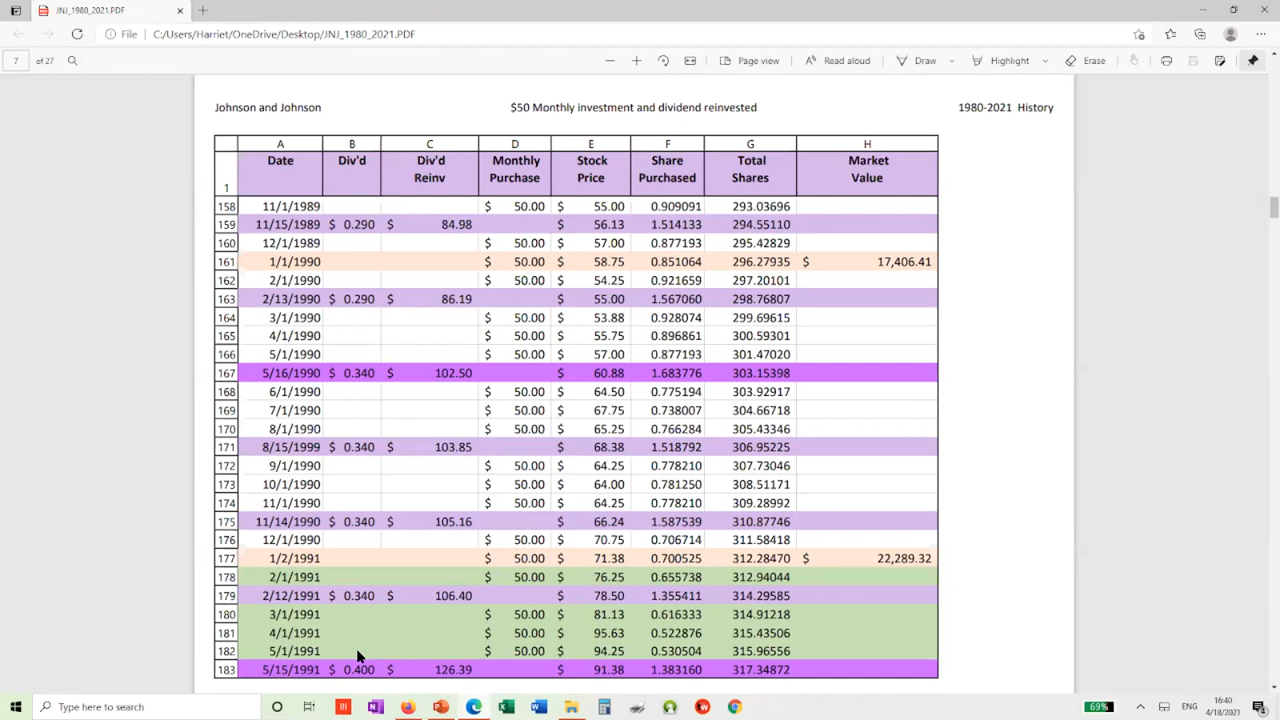 JNJ_1980_2021.PDF
File C:/Users/Harriet/OneDrive/Desktop/JNJ_1980_2021.PDF
7 of 27 Page view Read aloud Draw Highlight Erase
Johnson and Johnson $50 Monthly investment and dividend reinvested 1980-2021 History
A B C D E F G H
1 Date Div'd Div'd Reinv Monthly Purchase Stock Price Share Purchased Total Shares Market Value
158 11/1/1989 $ 50.00 $ 55.00 0.909091 293.03696
159 11/15/1989 $ 0.290 $ 84.98 $ 56.13 1.514133 294.55110
160 12/1/1989 $ 50.00 $ 57.00 0.877193 295.42829
161 1/1/1990 $ 50.00 $ 58.75 0.851064 296.27935 $ 17,406.41
162 2/1/1990 $ 50.00 $ 54.25 0.921659 297.20101
163 2/13/1990 $ 0.290 $ 86.19 $ 55.00 1.567060 298.76807
164 3/1/1990 $ 50.00 $ 53.88 0.928074 299.69615
165 4/1/1990 $ 50.00 $ 55.75 0.896861 300.59301
166 5/1/1990 $ 50.00 $ 57.00 0.877193 301.47020
167 5/16/1990 $ 0.340 $ 102.50 $ 60.88 1.683776 303.15398
168 6/1/1990 $ 50.00 $ 64.50 0.775194 303.92917
169 7/1/1990 $ 50.00 $ 67.75 0.738007 304.66718
170 8/1/1990 $ 50.00 $ 65.25 0.766284 305.43346
171 8/15/1999 $ 0.340 $ 103.85 $ 68.38 1.518792 306.95225
172 9/1/1990 $ 50.00 $ 64.25 0.778210 307.73046
173 10/1/1990 $ 50.00 $ 64.00 0.781250 308.51171
174 11/1/1990 $ 50.00 $ 64.25 0.778210 309.28992
175 11/14/1990 $ 0.340 $ 105.16 $ 66.24 1.587539 310.87746
176 12/1/1990 $ 50.00 $ 70.75 0.706714 311.58418
177 1/2/1991 $ 50.00 $ 71.38 0.700525 312.28470 $ 22,289.32
178 2/1/1991 $ 50.00 $ 76.25 0.655738 312.94044
179 2/12/1991 $ 0.340 $ 106.40 $ 78.50 1.355411 314.29585
180 3/1/1991 $ 50.00 $ 81.13 0.616333 314.91218
181 4/1/1991 $ 50.00 $ 95.63 0.522876 315.43506
182 5/1/1991 $ 50.00 $ 94.25 0.530504 315.96556
183 5/15/1991 $ 0.400 $ 126.39 $ 91.38 1.383160 317.34872
Type here to search 69% ENG 16:40
4/18/2021